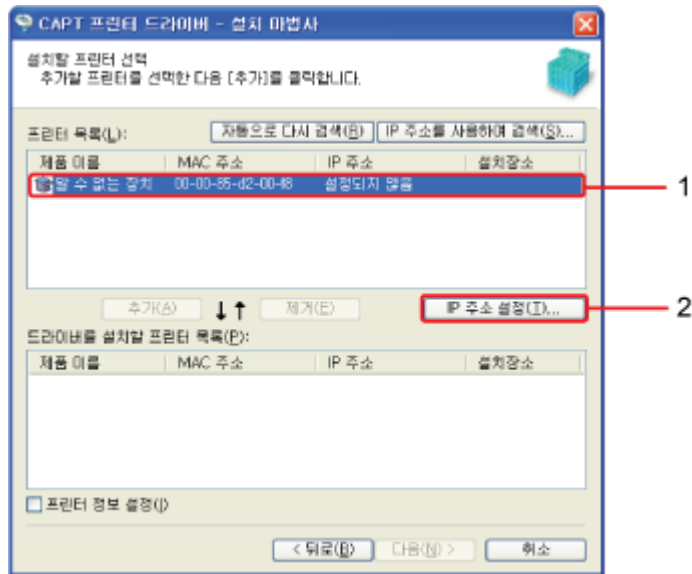 CAPT 프린터 드라이버 - 설치 마법사
설치할 프린터 선택
추가할 프린터를 선택한 다음 [추가]를 클릭합니다.
프린터 목록(L): 자동으로 다시 검색(R) IP 주소를 사용하여 검색(S)...
제품 이름 MAC 주소 IP 주소 설치장소
알 수 없는 장치 00-00-85-d2-00-48 설정되지 않음 1
추가(A) ↓↑ 제거(E) IP 주소 설정(T)... 2
드라이버를 설치할 프린터 목록(P):
제품 이름 MAC 주소 IP 주소 설치장소
프린터 정보 설정(I)
< 뒤로(B) 다음(N) > 취소